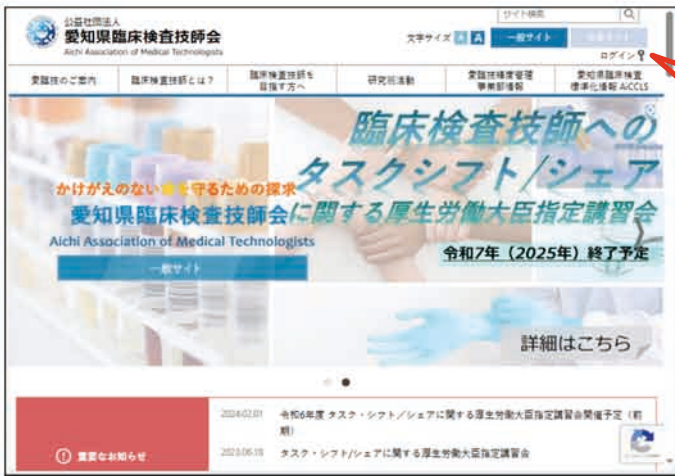 公益社団法人
愛知県臨床検査技師会
Aichi Association of Medical Technologists
サイト検索
文字サイズ A A 一般サイト
ログイン
愛臨技のご案内
臨床検査技師とは？
臨床検査技師を
目指す方へ
研究班活動
愛臨技精度管理
事業部情報
愛知県臨床検査
標準化情報 AiCCLS
臨床検査技師への
タスクシフト/シェア
に関する厚生労働大臣指定講習会
令和7年（2025年）終了予定
かけがえのない命を守るための探求
愛知県臨床検査技師会
Aichi Association of Medical Technologists
一般サイト
詳細はこちら
重要なお知らせ
2024.02.01 令和6年度 タスク・シフト／シェアに関する厚生労働大臣指定講習会開催予定（前
期）
2023.06.18 タスク・シフト/シェアに関する厚生労働大臣指定講習会